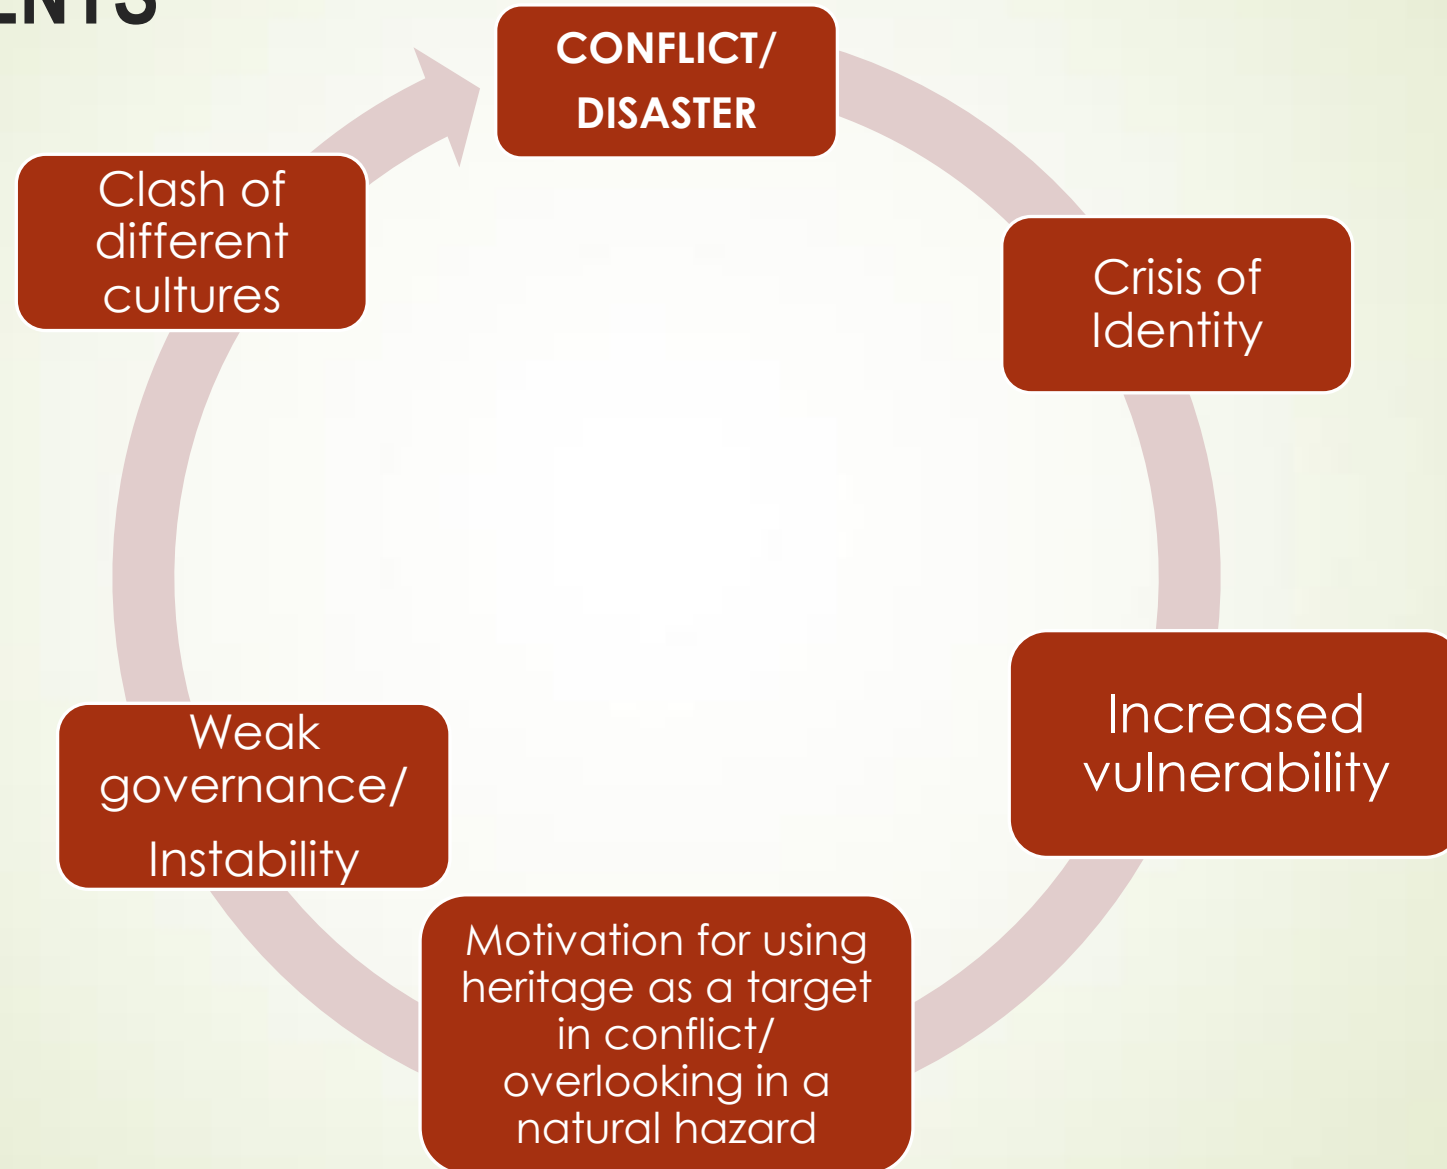 CONFLICT/
DISASTER
Crisis of
Identity
Increased
vulnerability
Motivation for using
heritage as a target
in conflict/
overlooking in a
natural hazard
Weak
governance/
Instability
Clash of
different
cultures